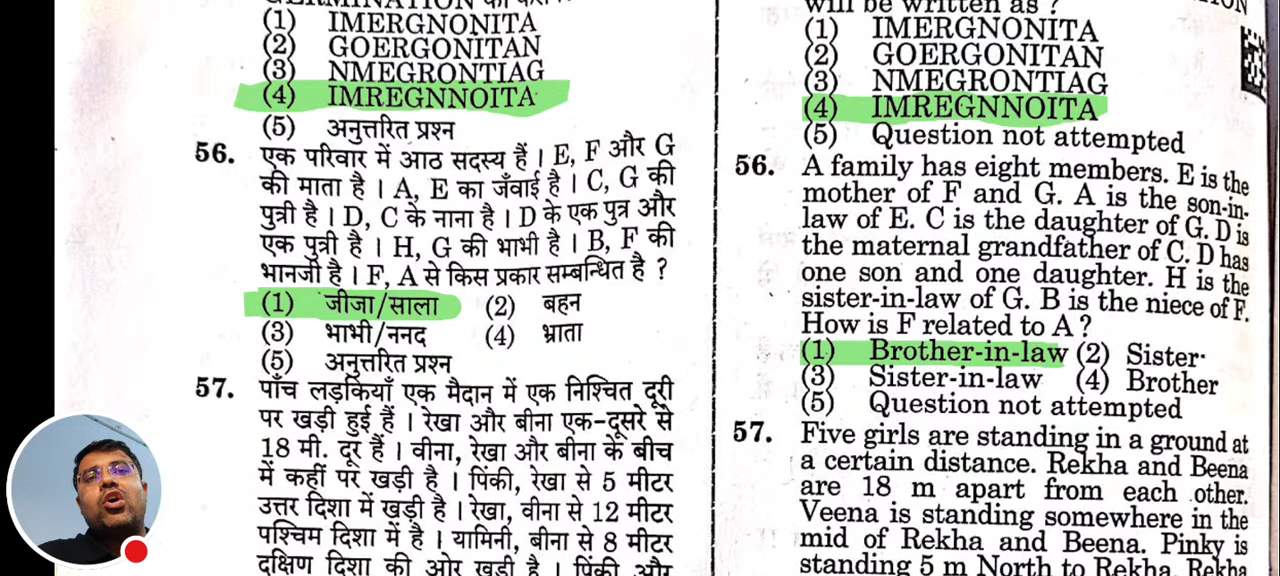 (1) IMERGNONITA
(2) GOERGONITAN
(3) NMEGRONTIAG
(4) IMREGNNOITA
(5) अनुत्तरित प्रश्न
56. एक परिवार में आठ सदस्य हैं । E, F और G
की माता है । A, E का जँवाई है । C, G की
पुत्री है । D, C के नाना है । D के एक पुत्र और
एक पुत्री है । H, G की भाभी है । B, F की
भानजी है । F, A से किस प्रकार सम्बन्धित है ?
(1) जीजा/साला (2) बहन
(3) भाभी/ननद (4) भ्राता
(5) अनुत्तरित प्रश्न
57. पाँच लड़कियाँ एक मैदान में एक निश्चित दूरी
पर खड़ी हुई हैं । रेखा और बीना एक-दूसरे से
18 मी. दूर हैं । वीना, रेखा और बीना के बीच
में कहीं पर खड़ी है । पिंकी, रेखा से 5 मीटर
उत्तर दिशा में खड़ी है । रेखा, वीना से 12 मीटर
पश्चिम दिशा में है । यामिनी, बीना से 8 मीटर
दक्षिण दिशा की ओर खड़ी है । पिंकी और
will be written as ?
(1) IMERGNONITA
(2) GOERGONITAN
(3) NMEGRONTIAG
(4) IMREGNNOITA
(5) Question not attempted
56. A family has eight members. E is the
mother of F and G. A is the son-in-
law of E. C is the daughter of G. D is
the maternal grandfather of C. D has
one son and one daughter. H is the
sister-in-law of G. B is the niece of F.
How is F related to A ?
(1) Brother-in-law (2) Sister
(3) Sister-in-law (4) Brother
(5) Question not attempted
57. Five girls are standing in a ground at
a certain distance. Rekha and Beena
are 18 m apart from each other.
Veena is standing somewhere in the
mid of Rekha and Beena. Pinky is
standing 5 m North to Rekha. Rekha